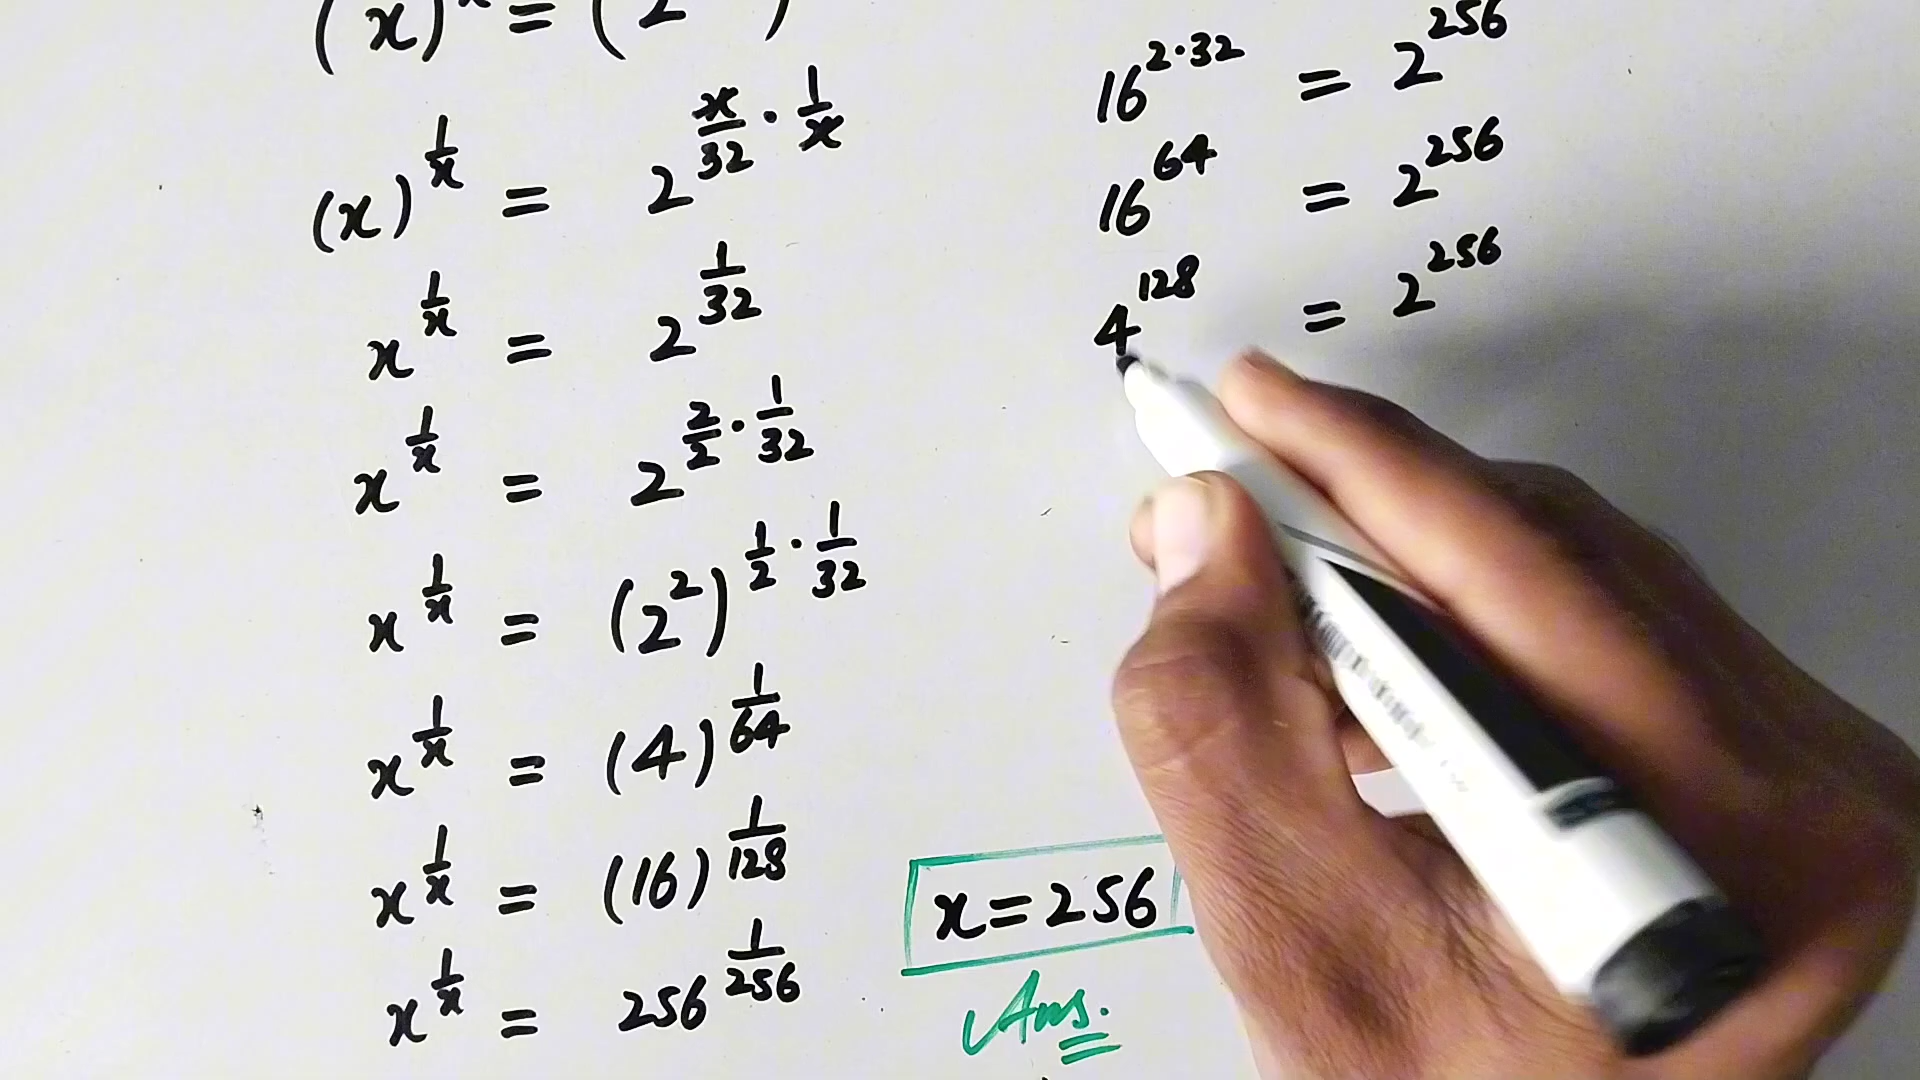 (x)^x = (2 )
(x)^{1/x} = 2^{x/32 · 1/x}
x^{1/x} = 2^{1/32}
x^{1/x} = 2^{2/2 · 1/32}
x^{1/x} = (2^2)^{1/2 · 1/32}
x^{1/x} = (4)^{1/64}
x^{1/x} = (16)^{1/128}
x^{1/x} = 256^{1/256}
x=256
Ans.
16^{2·32} = 2^{256}
16^{64} = 2^{256}
4^{128} = 2^{256}